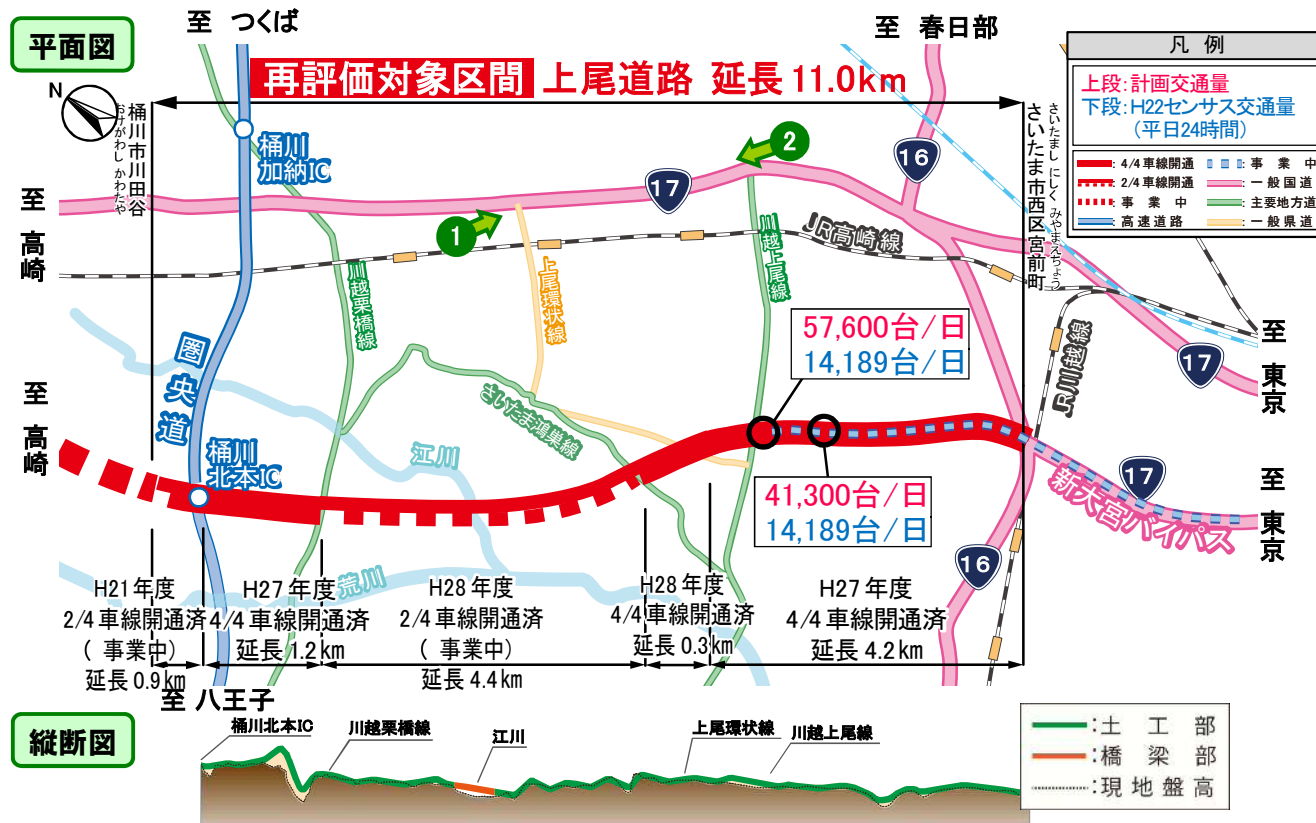 平面図
至 つくば
至 春日部
再評価対象区間 上尾道路 延長 11.0km
凡 例
上段:計画交通量
下段:H22センサス交通量
(平日24時間)
: 4/4 車線開通
: 事 業 中
: 2/4 車線開通
: 一 般 国 道
: 事 業 中
: 主要地方道
: 高 速 道 路
: 一 般 県 道
N
桶川市川田谷
おけがわし かわたや
さいたま市西区宮前町
さいたまし にしく みやまえちょう
桶川
加納IC
17
16
2
1
至 高崎
JR高崎線
川越栗橋線
上尾環状線
川越上尾線
57,600台/日
14,189台/日
圏央道
至 高崎
さいたま鴻巣線
江川
JR川越線
17
至 東京
桶川
北本IC
41,300台/日
14,189台/日
17
新大宮バイパス
至 東京
16
荒川
H21 年度
2/4 車線開通済
( 事業中)
延長 0.9km
H27 年度
4/4 車線開通済
延長 1.2km
H28 年度
2/4 車線開通済
( 事業中)
延長 4.4km
H28 年度
4/4 車線開通済
延長 0.3km
H27 年度
4/4 車線開通済
延長 4.2km
至 八王子
縦断図
桶川北本IC
川越栗橋線
江川
上尾環状線
川越上尾線
:土 工 部
:橋 梁 部
:現 地 盤 高